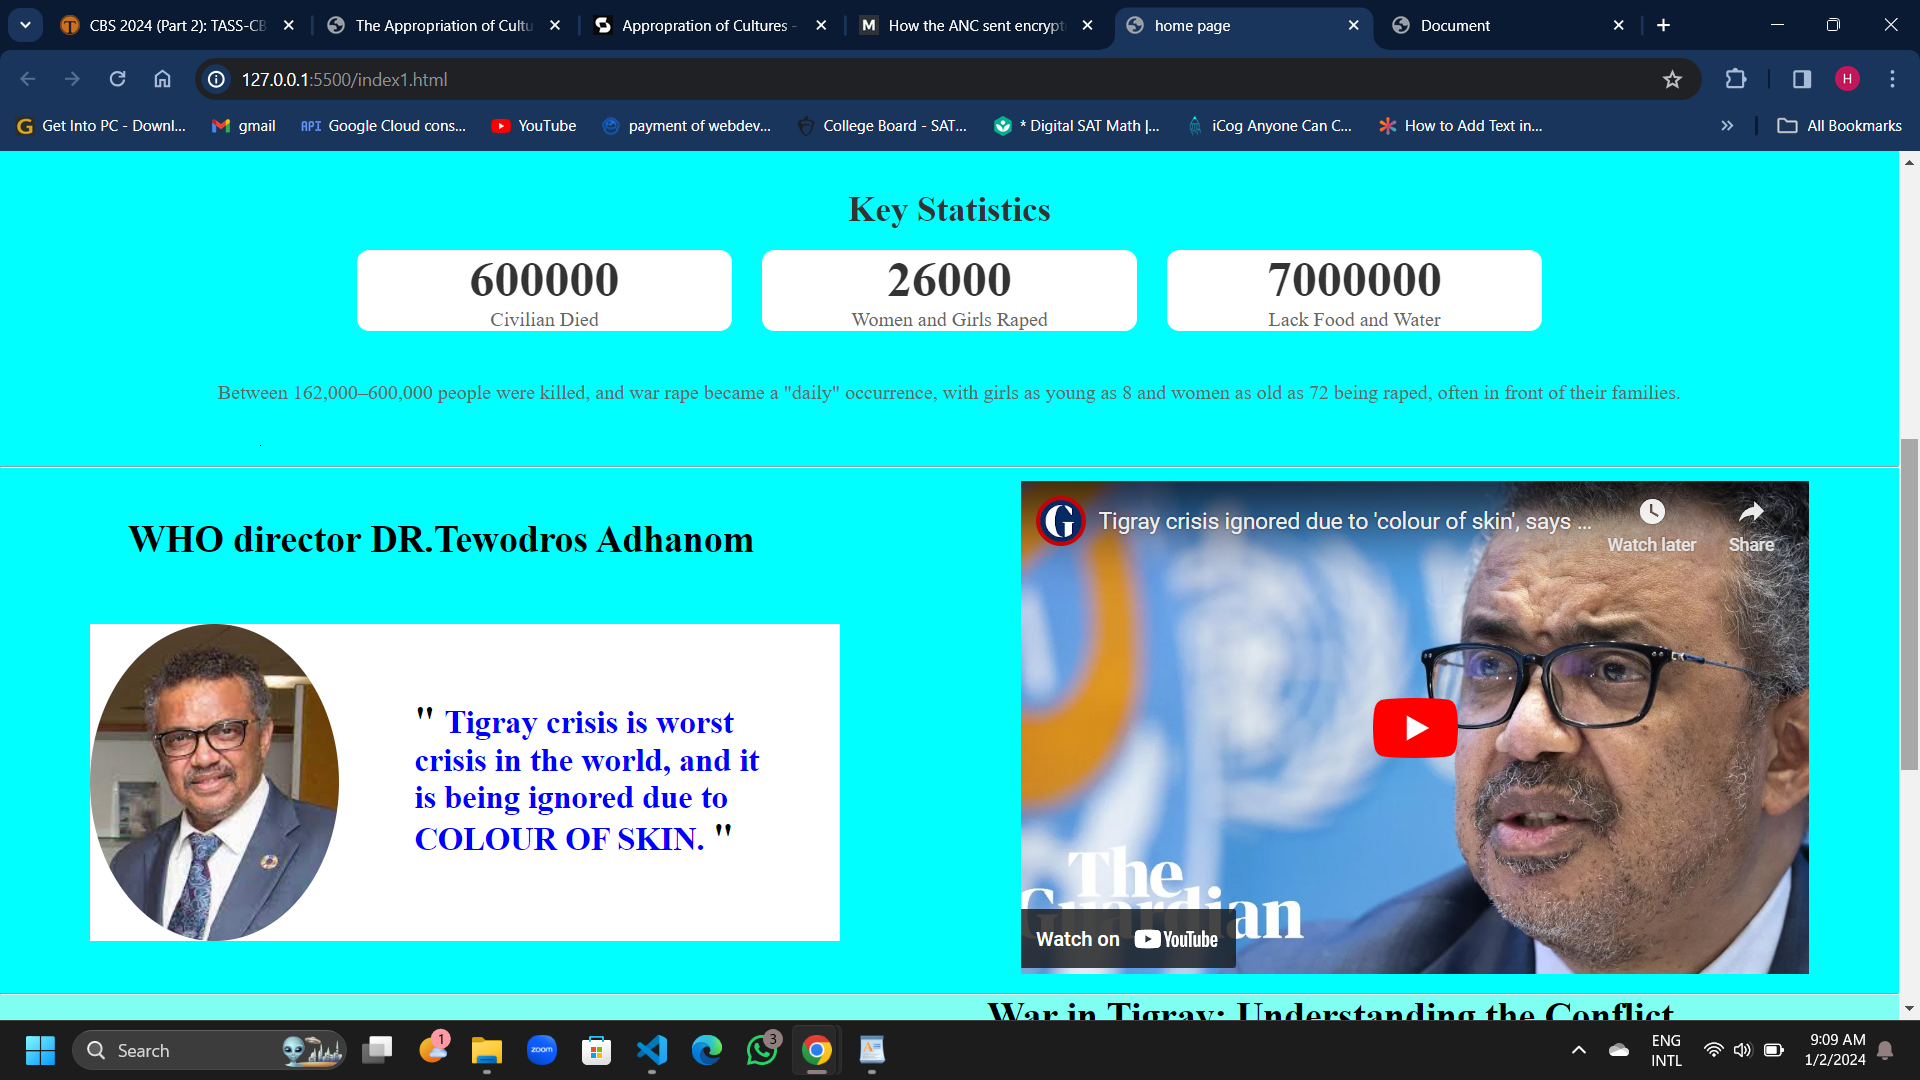 CBS 2024 (Part 2): TASS-CB
The Appropriation of Cultu
Appropration of Cultures -
How the ANC sent encrypt
home page
Document
127.0.0.1:5500/index1.html
H
Get Into PC - Downl...
gmail
API Google Cloud cons...
YouTube
payment of webdev...
College Board - SAT...
* Digital SAT Math |...
iCog Anyone Can C...
How to Add Text in...
All Bookmarks
Key Statistics
600000
Civilian Died
26000
Women and Girls Raped
7000000
Lack Food and Water
Between 162,000–600,000 people were killed, and war rape became a "daily" occurrence, with girls as young as 8 and women as old as 72 being raped, often in front of their families.
.
WHO director DR.Tewodros Adhanom
" Tigray crisis is worst
crisis in the world, and it
is being ignored due to
COLOUR OF SKIN. "
G
Tigray crisis ignored due to 'colour of skin', says ...
Watch later
Share
The
Guardian
Watch on YouTube
War in Tigray: Understanding the Conflict
Search
1
zoom
3
ENG
INTL
9:09 AM
1/2/2024